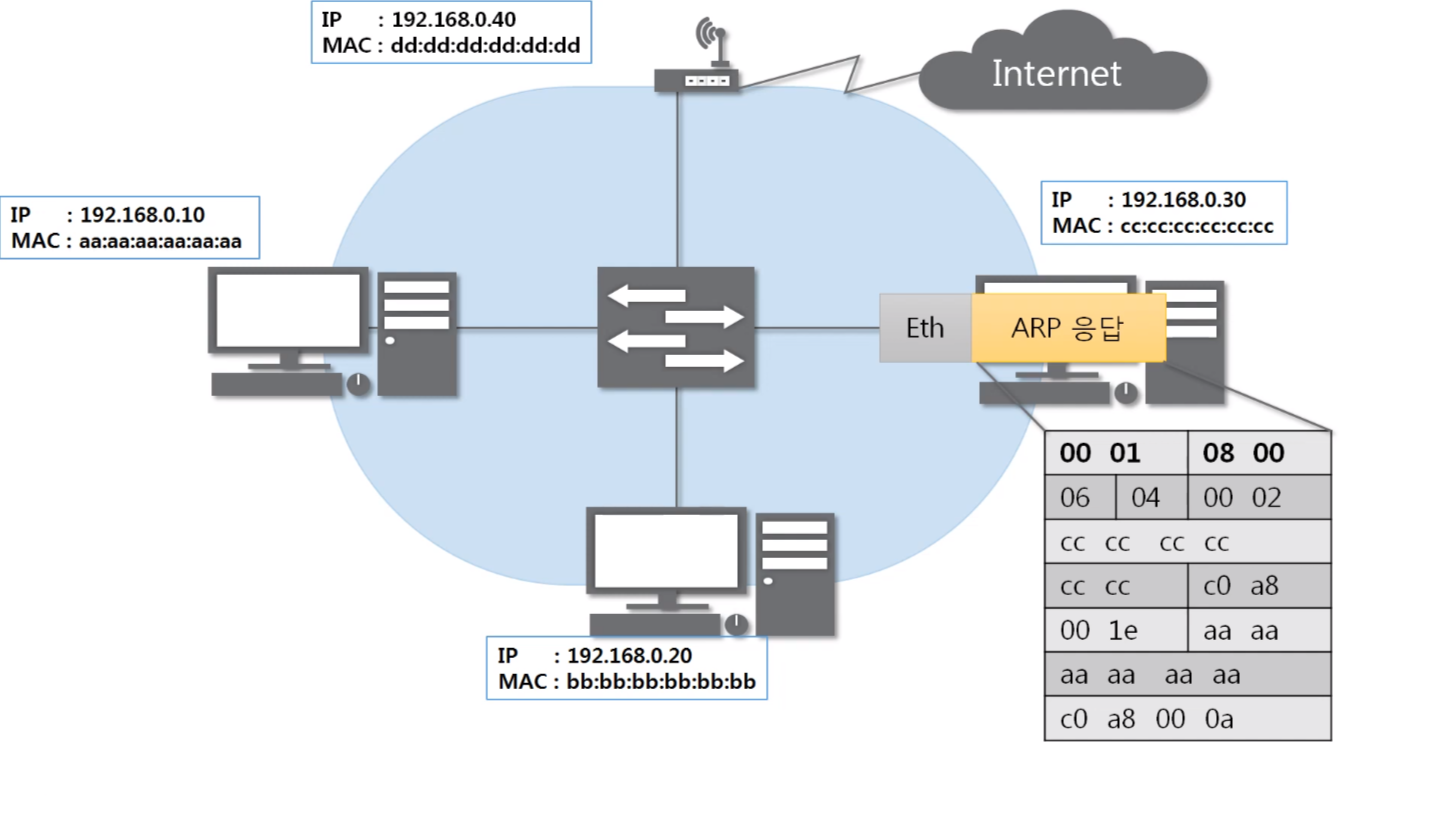 IP : 192.168.0.40
MAC : dd:dd:dd:dd:dd:dd
Internet
IP : 192.168.0.10
MAC : aa:aa:aa:aa:aa:aa
IP : 192.168.0.30
MAC : cc:cc:cc:cc:cc:cc
Eth ARP 응답
00 01 08 00
06 04 00 02
cc cc cc cc
cc cc c0 a8
00 1e aa aa
aa aa aa aa
c0 a8 00 0a
IP : 192.168.0.20
MAC : bb:bb:bb:bb:bb:bb